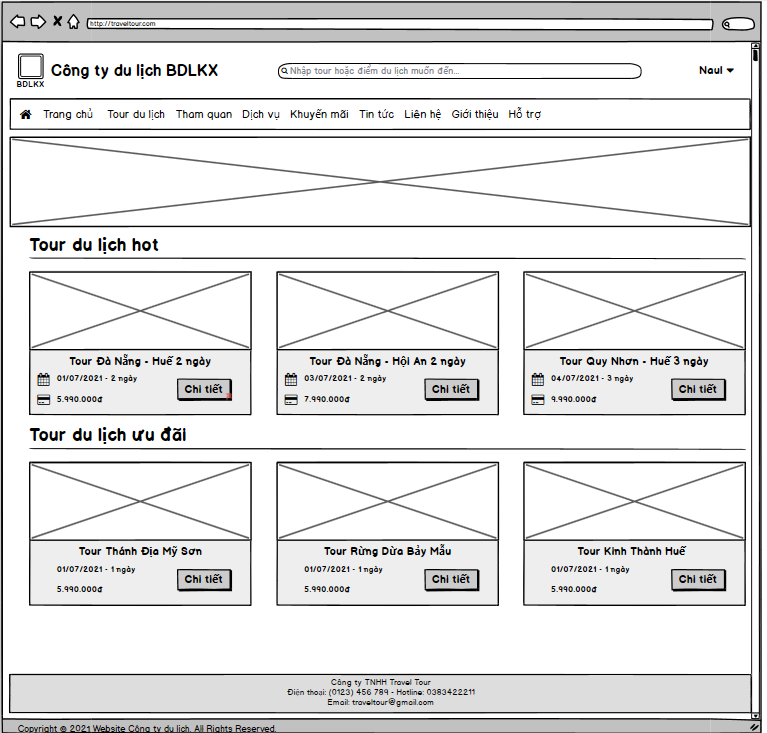 http://traveltour.com
BDLKX
Công ty du lịch BDLKX
Nhập tour hoặc điểm du lịch muốn đến...
Naul
Trang chủ Tour du lịch Tham quan Dịch vụ Khuyến mãi Tin tức Liên hệ Giới thiệu Hỗ trợ
Tour du lịch hot
Tour Đà Nẵng - Huế 2 ngày
01/07/2021 - 2 ngày
5.990.000đ
Chi tiết
Tour Đà Nẵng - Hội An 2 ngày
03/07/2021 - 2 ngày
7.990.000đ
Chi tiết
Tour Quy Nhơn - Huế 3 ngày
04/07/2021 - 3 ngày
9.990.000đ
Chi tiết
Tour du lịch ưu đãi
Tour Thánh Địa Mỹ Sơn
01/07/2021 - 1 ngày
5.990.000đ
Chi tiết
Tour Rừng Dừa Bảy Mẫu
01/07/2021 - 1 ngày
5.990.000đ
Chi tiết
Tour Kinh Thành Huế
01/07/2021 - 1 ngày
5.990.000đ
Chi tiết
Công ty TNHH Travel Tour
Điện thoại: (0123) 456 789 - Hotline: 0383422211
Email: traveltour@gmail.com
Copyright © 2021 Website Công ty du lịch. All Rights Reserved.